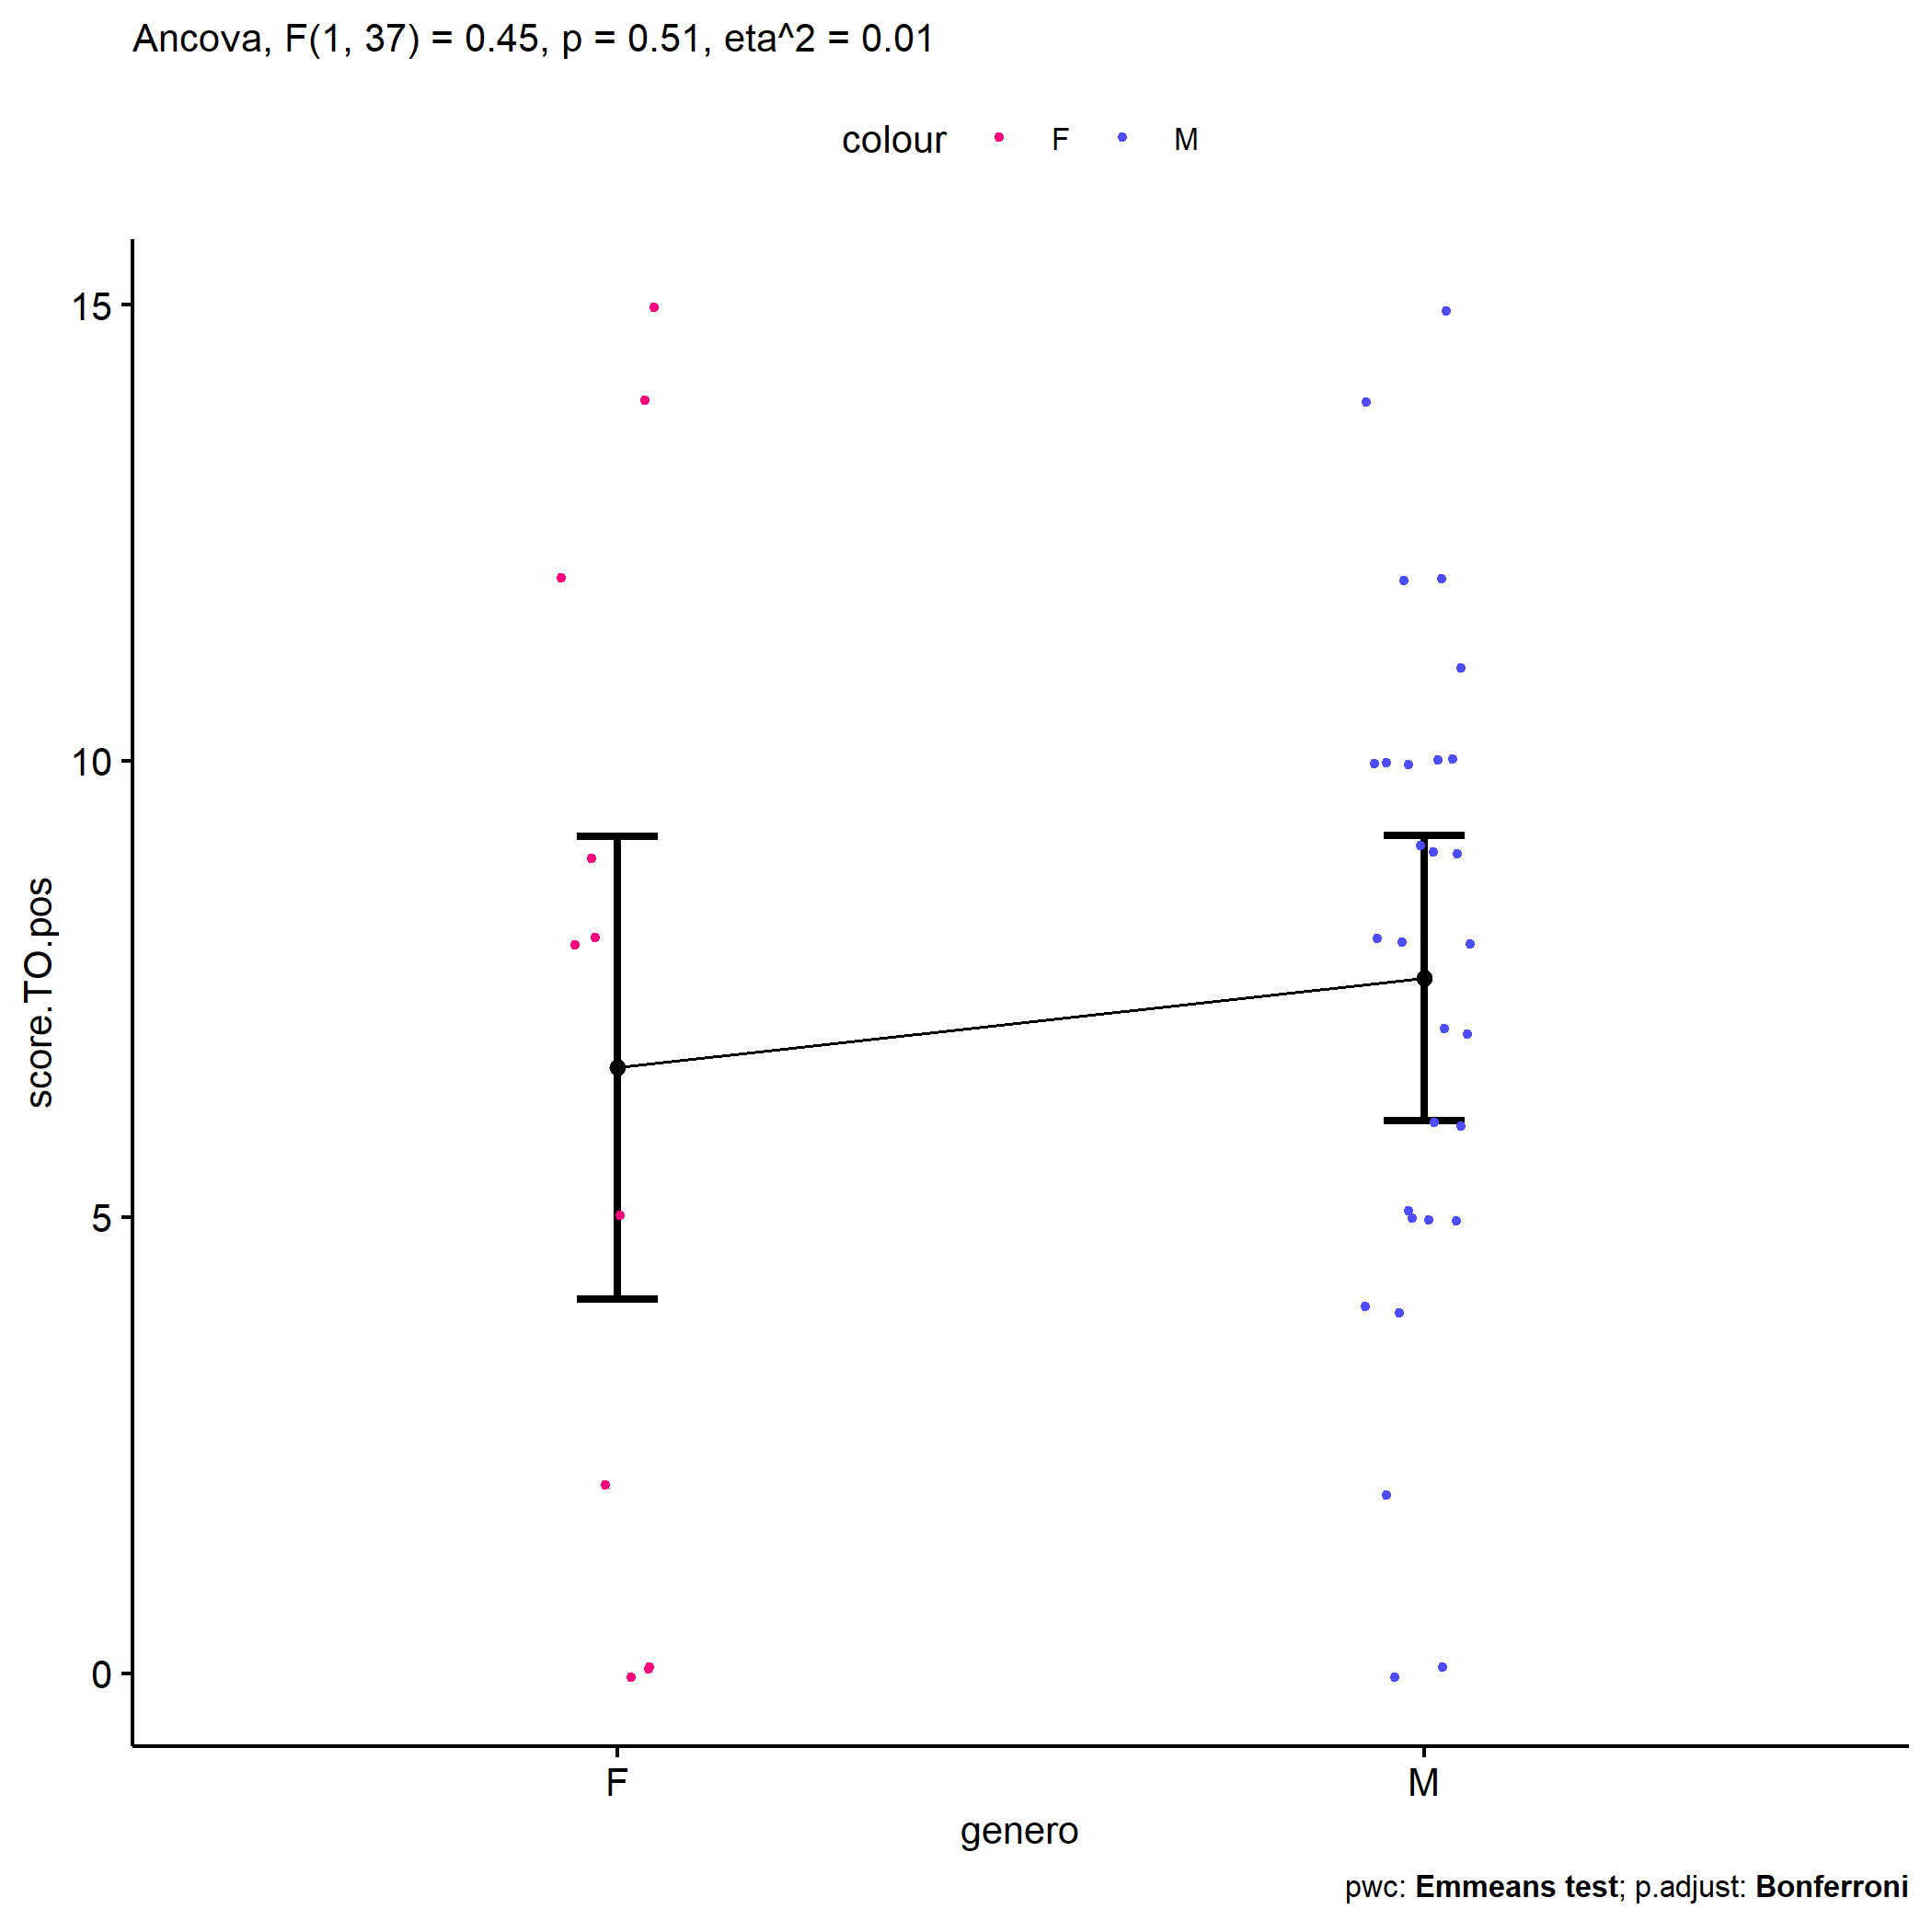 Ancova, F(1, 37) = 0.45, p = 0.51, eta^2 = 0.01
colour F M
15
10
5
0
score.TO.pos
F M
genero
pwc: Emmeans test; p.adjust: Bonferroni